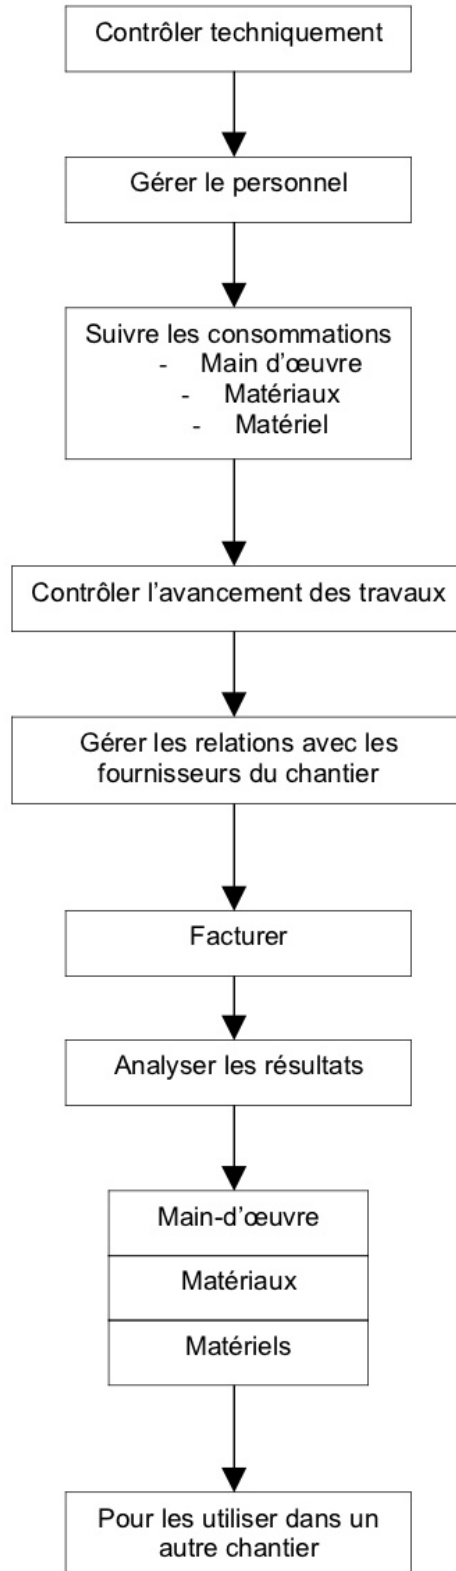 Contrôler techniquement
Gérer le personnel
Suivre les consommations
- Main d'œuvre
- Matériaux
- Matériel
Contrôler l'avancement des travaux
Gérer les relations avec les
fournisseurs du chantier
Facturer
Analyser les résultats
Main-d'œuvre
Matériaux
Matériels
Pour les utiliser dans un
autre chantier